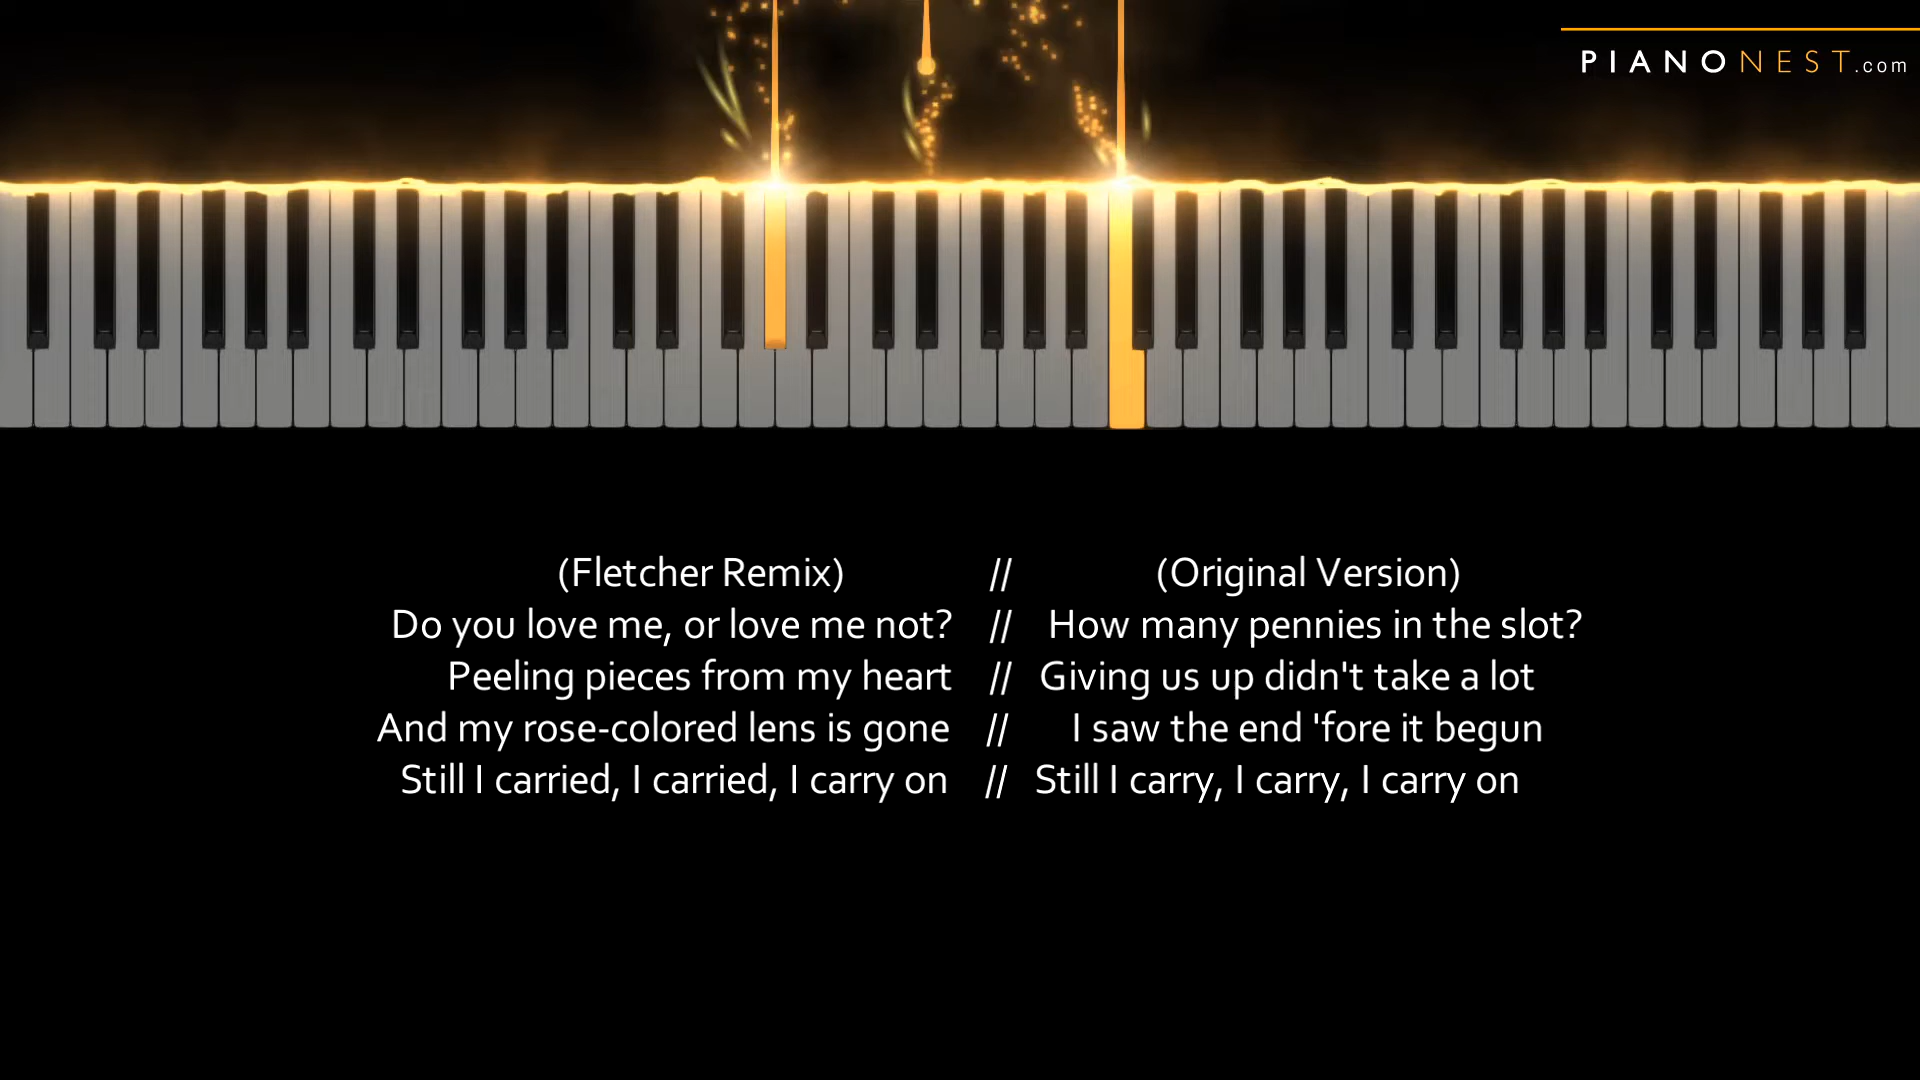 PIANONEST.com
(Fletcher Remix) // (Original Version)
Do you love me, or love me not? // How many pennies in the slot?
Peeling pieces from my heart // Giving us up didn't take a lot
And my rose-colored lens is gone // I saw the end 'fore it begun
Still I carried, I carried, I carry on // Still I carry, I carry, I carry on